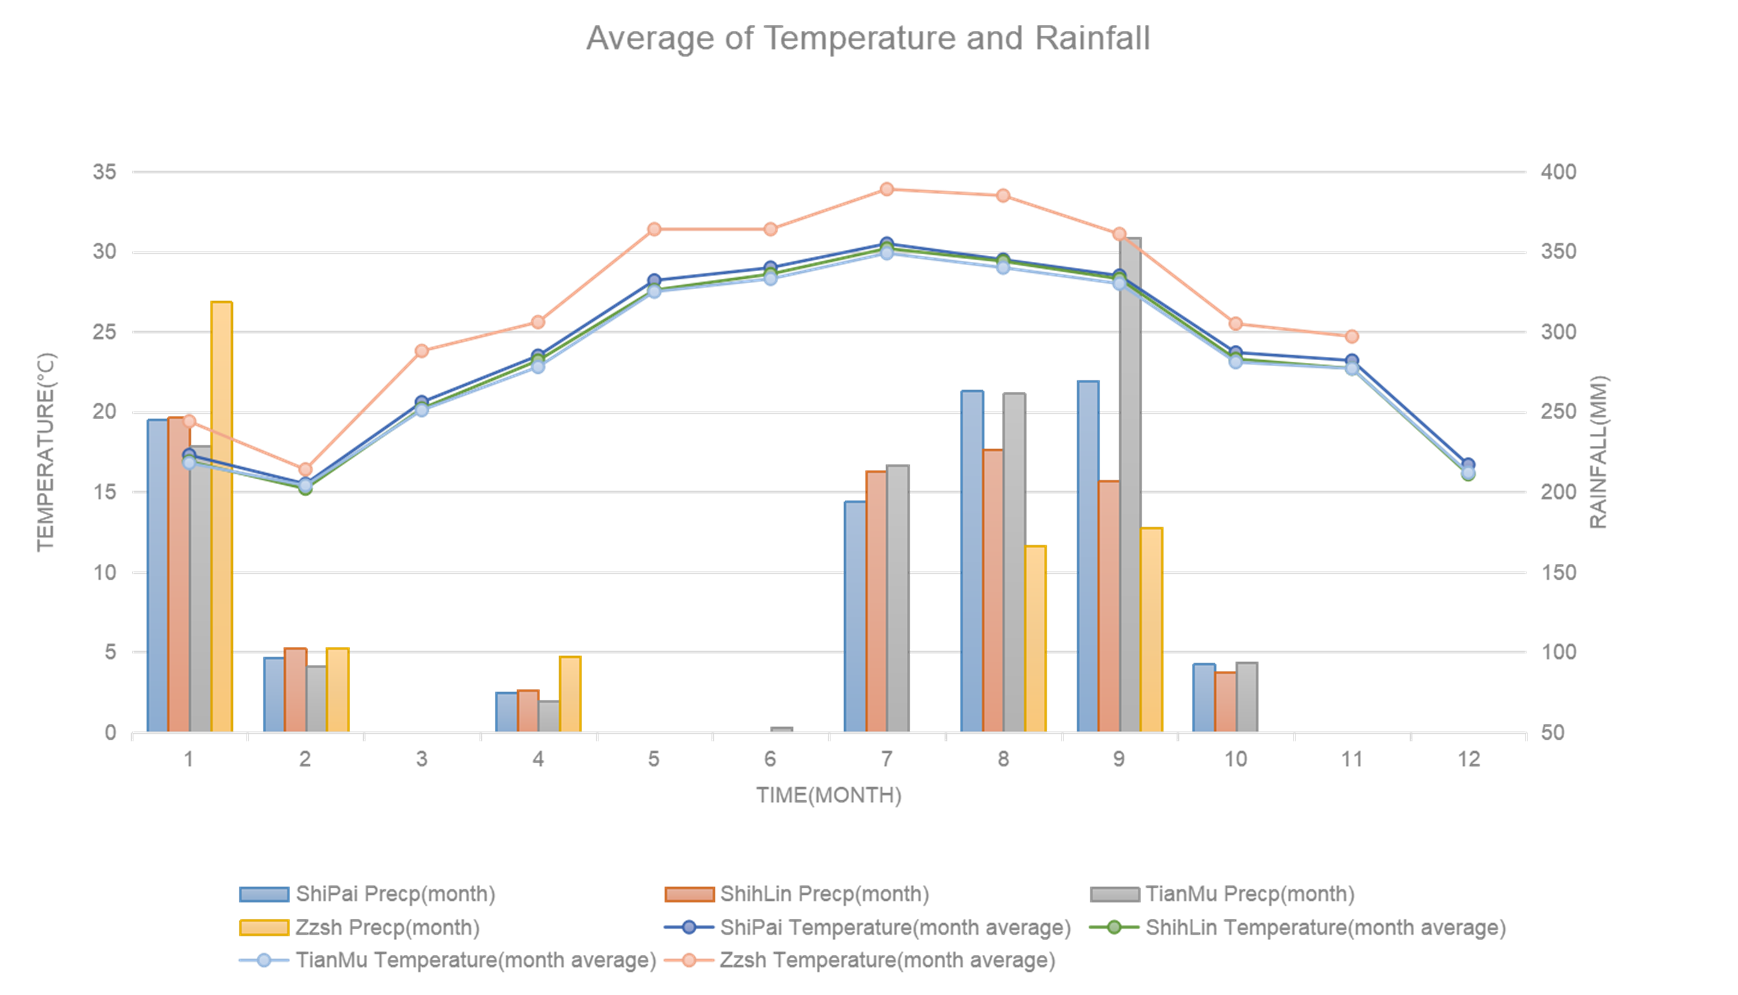 Average of Temperature and Rainfall
35
30
25
20
15
10
5
0
TEMPERATURE(℃)
400
350
300
250
200
150
100
50
RAINFALL(MM)
1 2 3 4 5 6 7 8 9 10 11 12
TIME(MONTH)
ShiPai Precp(month) ShihLin Precp(month) TianMu Precp(month)
Zzsh Precp(month) ShiPai Temperature(month average) ShihLin Temperature(month average)
TianMu Temperature(month average) Zzsh Temperature(month average)